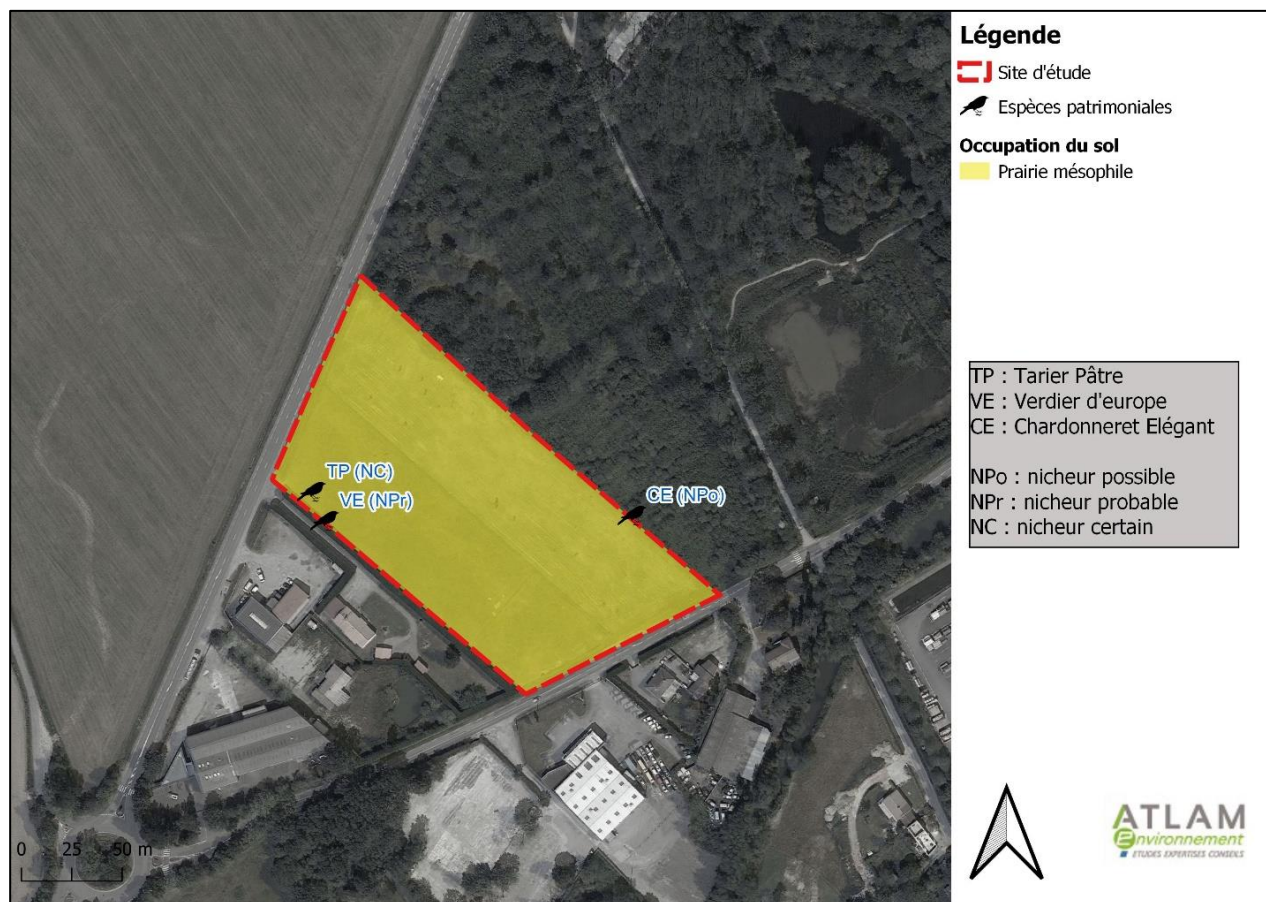 Légende
Site d'étude
Espèces patrimoniales
Occupation du sol
Prairie mésophile
TP : Tarier Pâtre
VE : Verdier d'europe
CE : Chardonneret Elégant
NPo : nicheur possible
NPr : nicheur probable
NC : nicheur certain
TP (NC)
VE (NPr)
CE (NPo)
0 25 50 m
ATLAM
environnement
ETUDES EXPERTISES CONSEILS